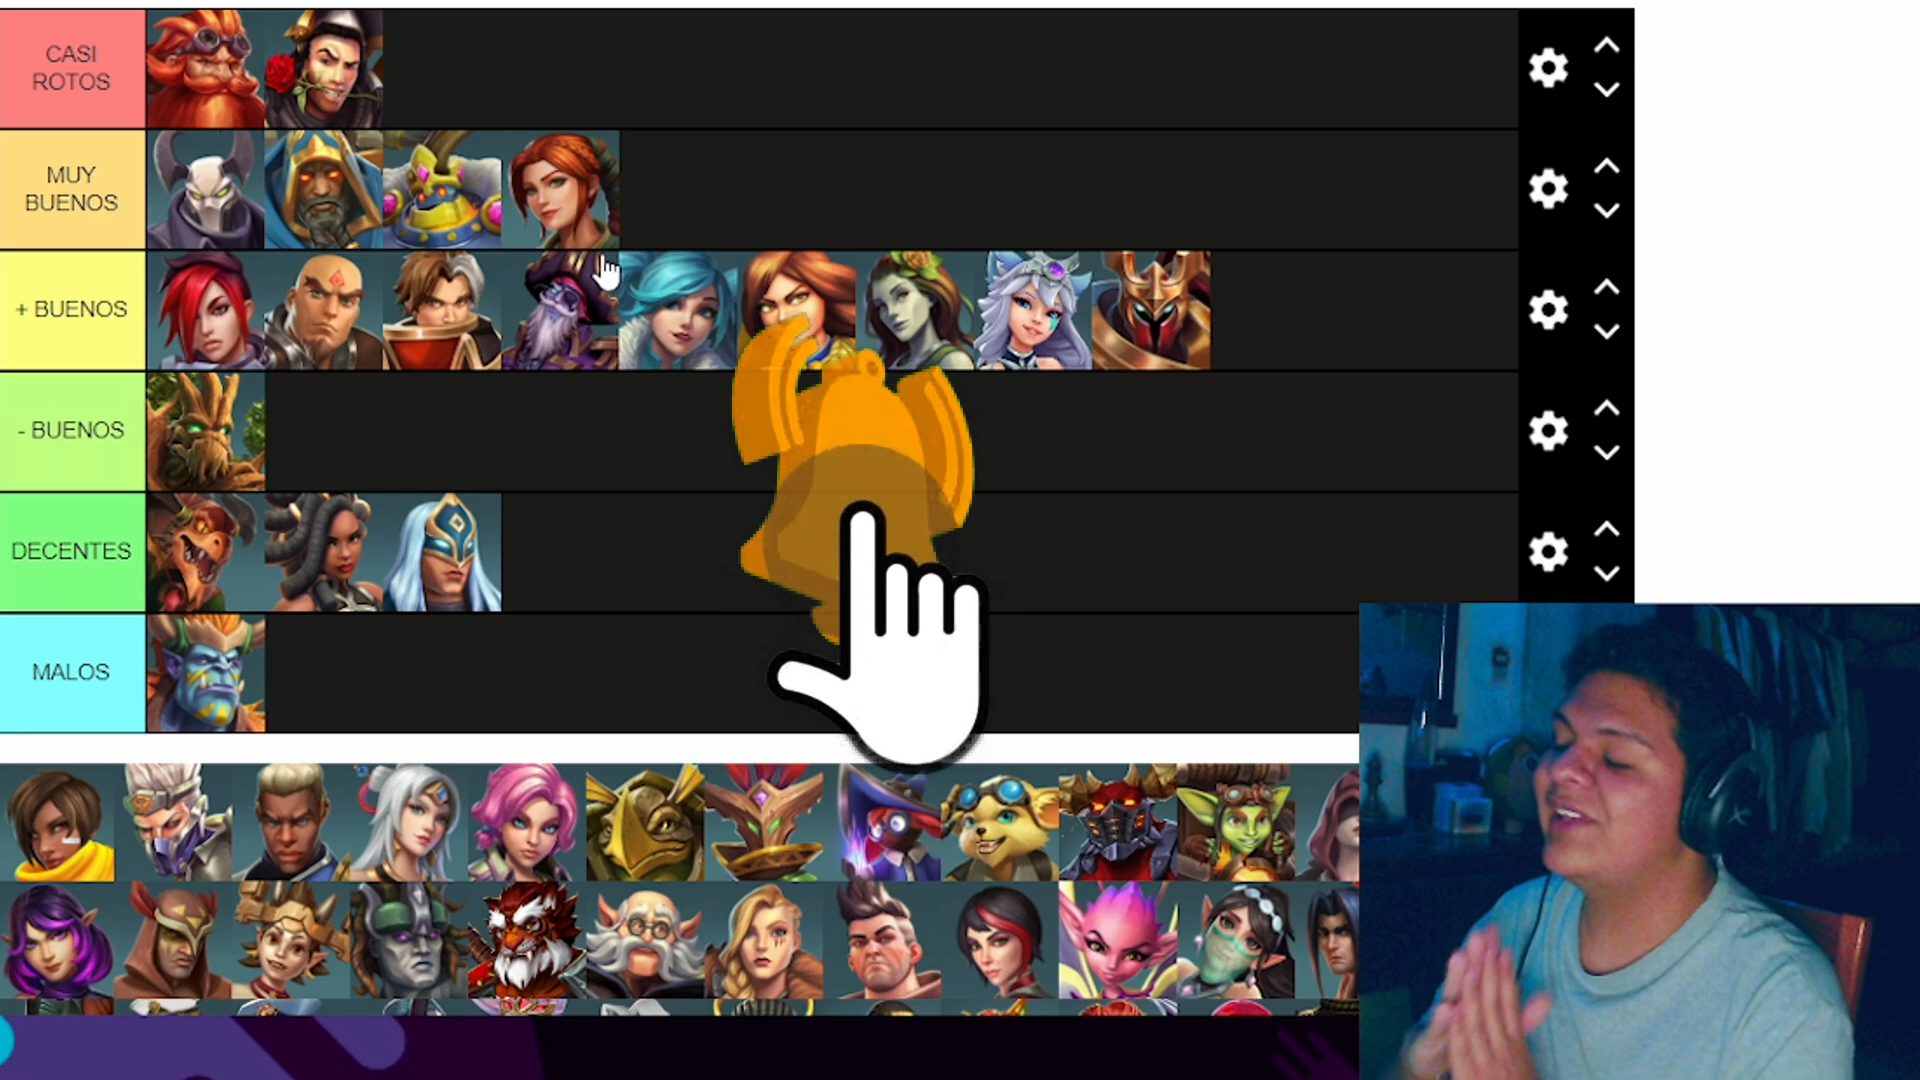 CASI
ROTOS
MUY
BUENOS
+ BUENOS
- BUENOS
DECENTES
MALOS